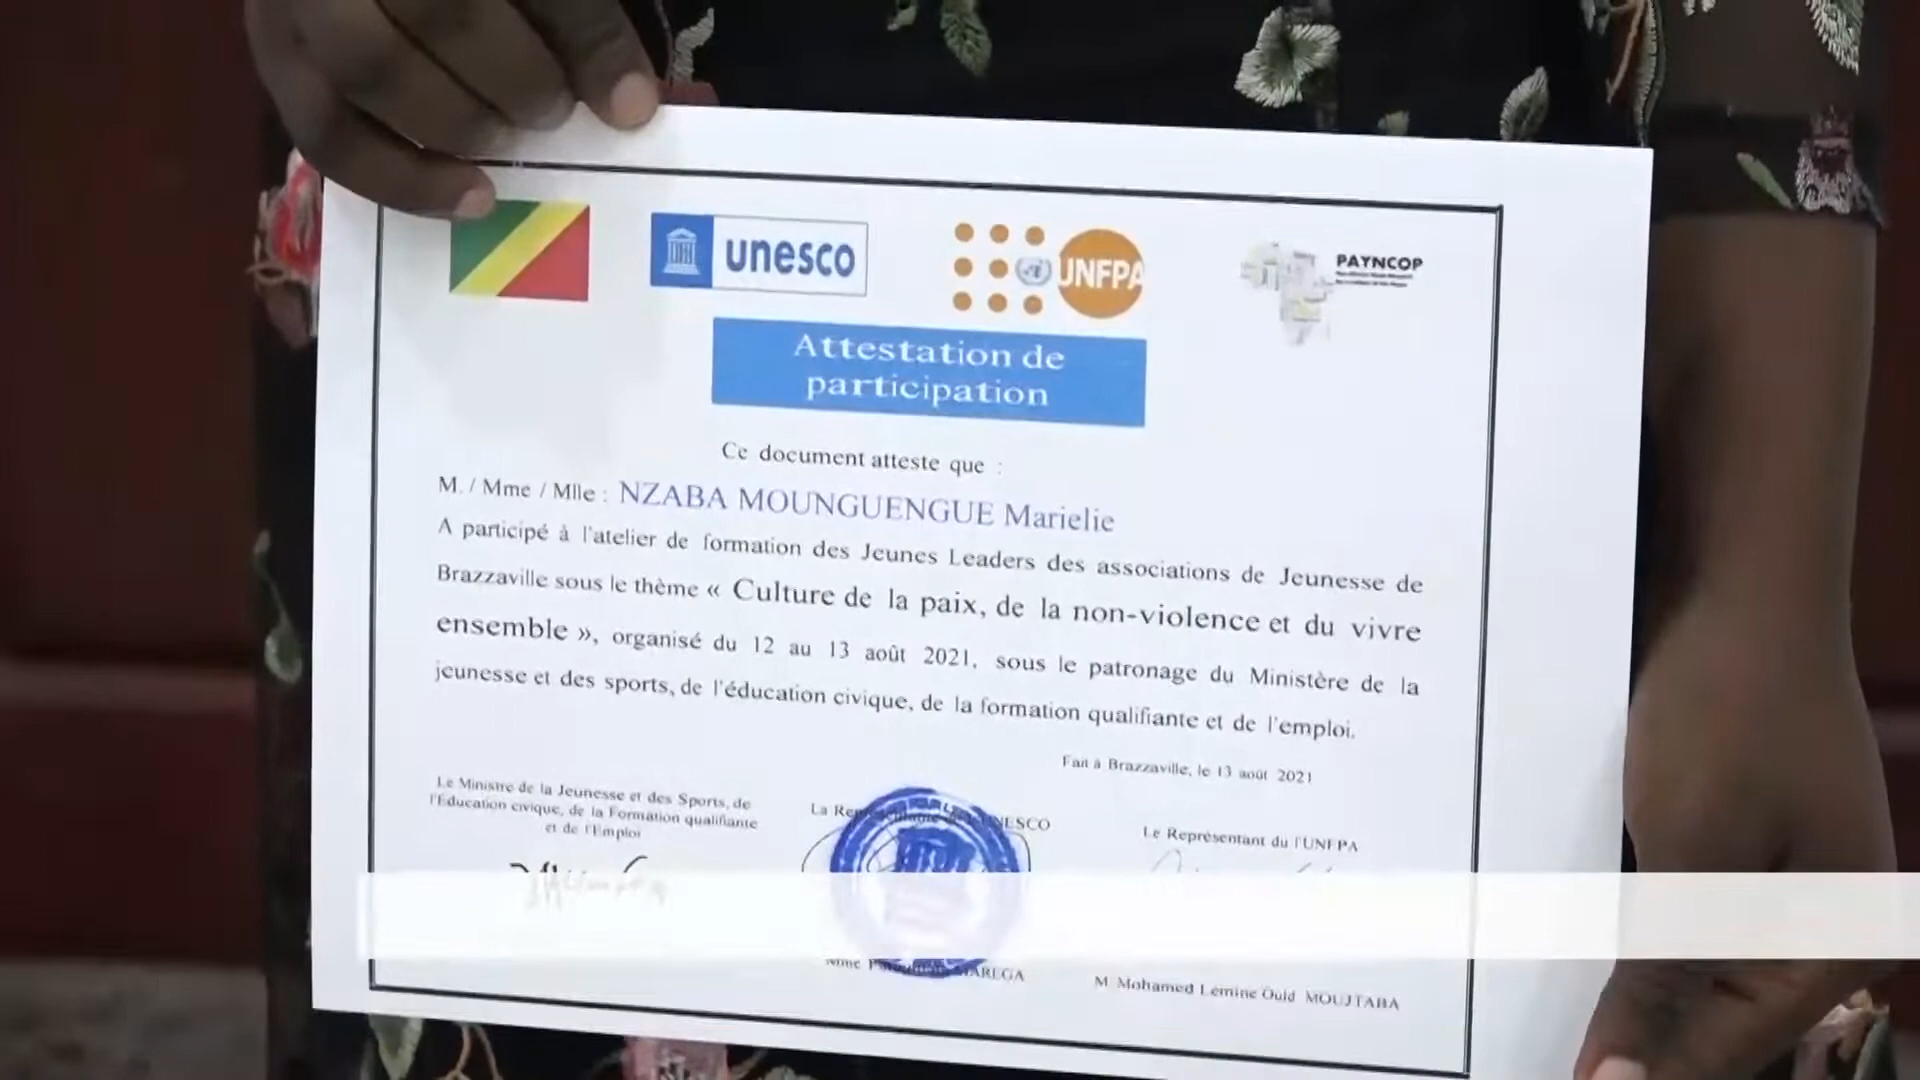 unesco
UNFPA
PAYNCOP
Attestation de
participation
Ce document atteste que :
M. / Mme / Mlle : NZABA MOUNGUENGUE Marielie
A participé à l'atelier de formation des Jeunes Leaders des associations de Jeunesse de
Brazzaville sous le thème « Culture de la paix, de la non-violence et du vivre
ensemble », organisé du 12 au 13 août 2021, sous le patronage du Ministère de la
jeunesse et des sports, de l'éducation civique, de la formation qualifiante et de l'emploi.
Fait à Brazzaville, le 13 août 2021
Le Ministre de la Jeunesse et des Sports, de
l'Education civique, de la Formation qualifiante
et de l'Emploi
La UNESCO
Le Représentant du l'UNFPA
Mme MAREGA
M Mohamed Lemine Ould MOUJTABA